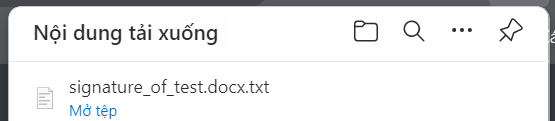 Nội dung tải xuống
signature_of_test.docx.txt
Mở tệp